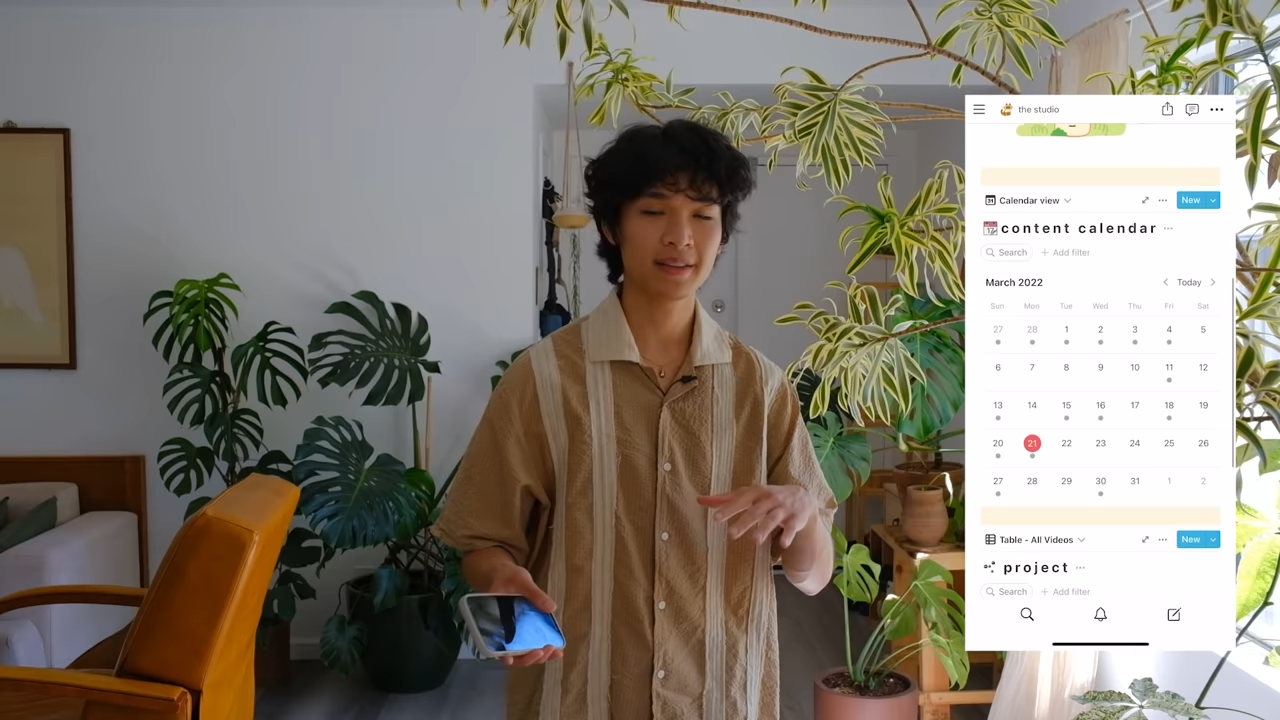 the studio
Calendar view
New
content calendar
Search + Add filter
March 2022
Today
Sun Mon Tue Wed Thu Fri Sat
27 28 1 2 3 4 5
6 7 8 9 10 11 12
13 14 15 16 17 18 19
20 21 22 23 24 25 26
27 28 29 30 31 1 2
Table - All Videos
New
project
Search + Add filter